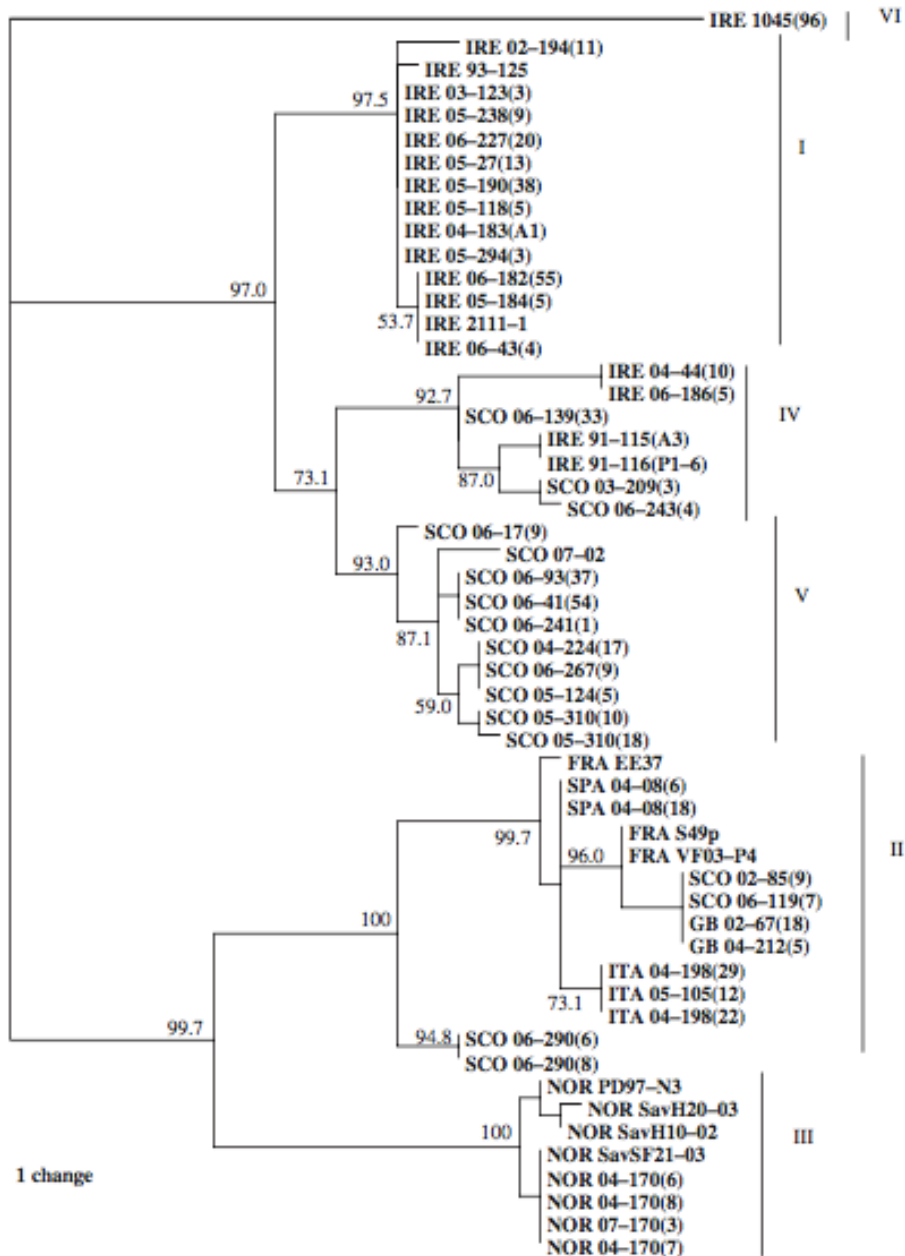 IRE 1045(96)
VI
IRE 02–194(11)
IRE 93–125
97.5
IRE 03–123(3)
IRE 05–238(9)
IRE 06–227(20)
I
IRE 05–27(13)
IRE 05–190(38)
IRE 05–118(5)
IRE 04–183(A1)
IRE 05–294(3)
IRE 06–182(55)
97.0
IRE 05–184(5)
53.7
IRE 2111–1
IRE 06–43(4)
IRE 04–44(10)
92.7
IRE 06–186(5)
SCO 06–139(33)
IV
IRE 91–115(A3)
IRE 91–116(P1–6)
73.1
87.0
SCO 03–209(3)
SCO 06–243(4)
SCO 06–17(9)
93.0
SCO 07–02
SCO 06–93(37)
SCO 06–41(54)
V
SCO 06–241(1)
87.1
SCO 04–224(17)
SCO 06–267(9)
SCO 05–124(5)
59.0
SCO 05–310(10)
SCO 05–310(18)
FRA EE37
SPA 04–08(6)
SPA 04–08(18)
99.7
FRA S49p
96.0
FRA VF03–P4
II
SCO 02–85(9)
SCO 06–119(7)
100
GB 02–67(18)
GB 04–212(5)
ITA 04–198(29)
73.1
ITA 05–105(12)
ITA 04–198(22)
99.7
94.8
SCO 06–290(6)
SCO 06–290(8)
NOR PD97–N3
NOR SavH20–03
100
NOR SavH10–02
III
NOR SavSF21–03
1 change
NOR 04–170(6)
NOR 04–170(8)
NOR 07–170(3)
NOR 04–170(7)